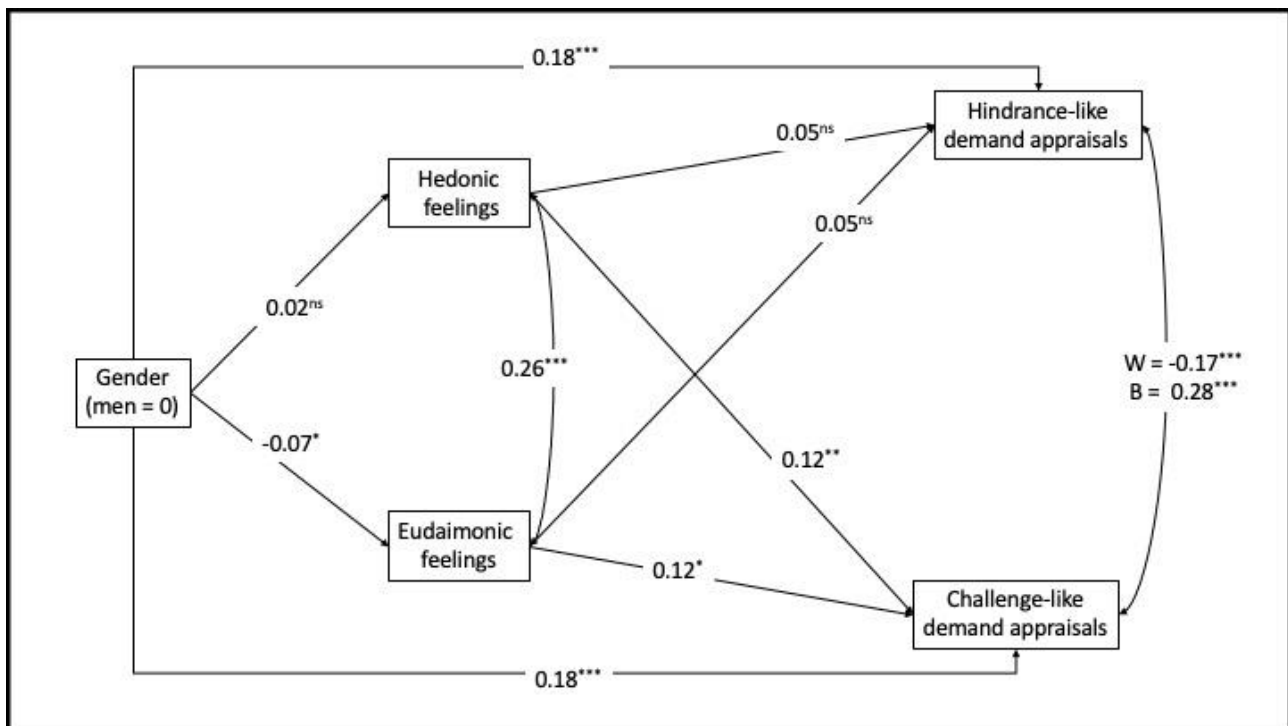 0.18***
Hindrance-like
demand appraisals
0.05ns
Hedonic
feelings
0.05ns
0.02ns
0.26***
Gender
(men = 0)
W = -0.17***
B = 0.28***
-0.07*
0.12**
Eudaimonic
feelings
0.12*
Challenge-like
demand appraisals
0.18***